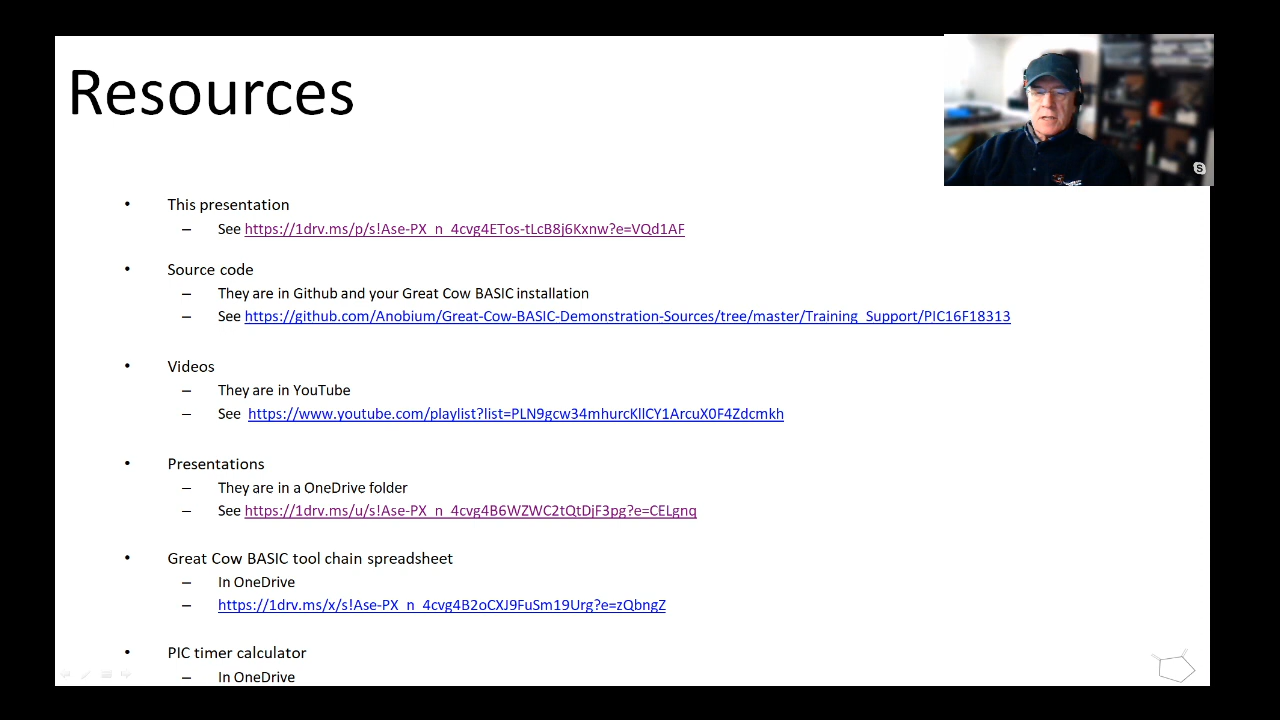 Resources
• This presentation
– See https://1drv.ms/p/s!Ase-PX_n_4cvg4ETos-tLcB8j6Kxnw?e=VQd1AF
• Source code
– They are in Github and your Great Cow BASIC installation
– See https://github.com/Anobium/Great-Cow-BASIC-Demonstration-Sources/tree/master/Training_Support/PIC16F18313
• Videos
– They are in YouTube
– See https://www.youtube.com/playlist?list=PLN9gcw34mhurcKllCY1ArcuX0F4Zdcmkh
• Presentations
– They are in a OneDrive folder
– See https://1drv.ms/u/s!Ase-PX_n_4cvg4B6WZWC2tQtDjF3pg?e=CELgnq
• Great Cow BASIC tool chain spreadsheet
– In OneDrive
– https://1drv.ms/x/s!Ase-PX_n_4cvg4B2oCXJ9FuSm19Urg?e=zQbngZ
• PIC timer calculator
– In OneDrive